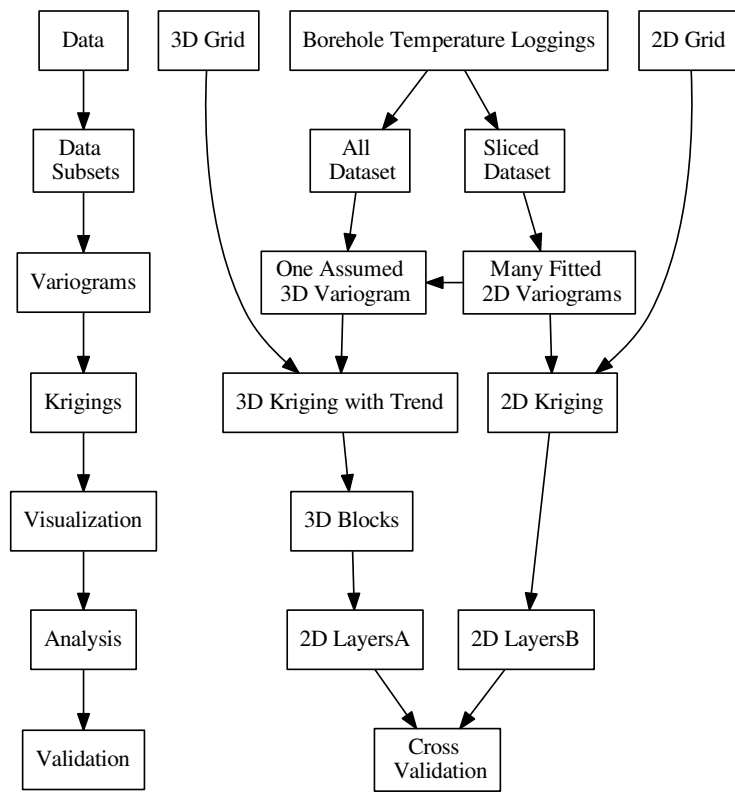 Data
3D Grid
Borehole Temperature Loggings
2D Grid
Data
Subsets
All
Dataset
Sliced
Dataset
Variograms
One Assumed
3D Variogram
Many Fitted
2D Variograms
Krigings
3D Kriging with Trend
2D Kriging
Visualization
3D Blocks
Analysis
2D LayersA
2D LayersB
Validation
Cross
Validation